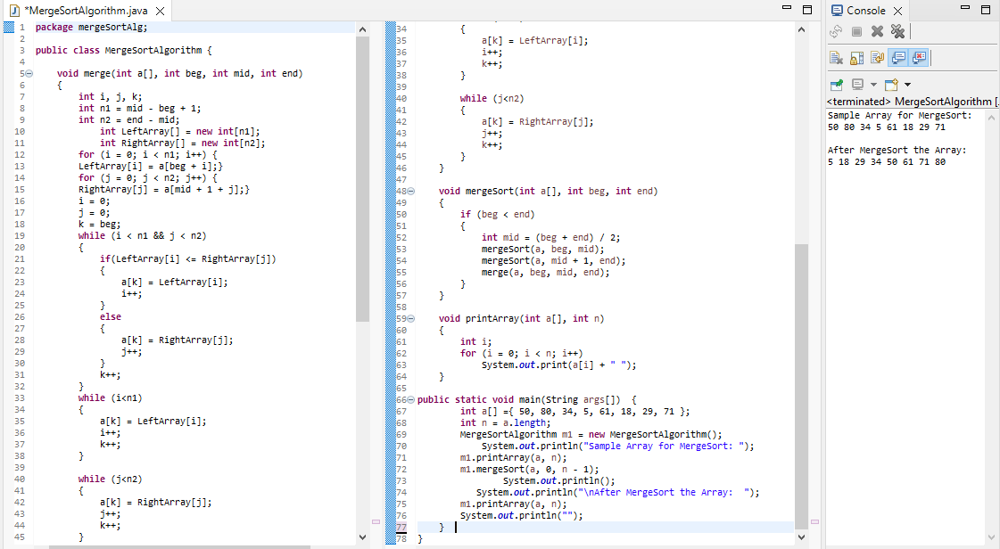 *MergeSortAlgorithm.java
1 package mergeSortAlg;
2
3 public class MergeSortAlgorithm {
4
5 void merge(int a[], int beg, int mid, int end)
6 {
7 int i, j, k;
8 int n1 = mid - beg + 1;
9 int n2 = end - mid;
10 int LeftArray[] = new int[n1];
11 int RightArray[] = new int[n2];
12 for (i = 0; i < n1; i++) {
13 LeftArray[i] = a[beg + i];}
14 for (j = 0; j < n2; j++) {
15 RightArray[j] = a[mid + 1 + j];}
16 i = 0;
17 j = 0;
18 k = beg;
19 while (i < n1 && j < n2)
20 {
21 if(LeftArray[i] <= RightArray[j])
22 {
23 a[k] = LeftArray[i];
24 i++;
25 }
26 else
27 {
28 a[k] = RightArray[j];
29 j++;
30 }
31 k++;
32 }
33 while (i<n1)
34 {
35 a[k] = LeftArray[i];
36 i++;
37 k++;
38 }
39
40 while (j<n2)
41 {
42 a[k] = RightArray[j];
43 j++;
44 k++;
45 }
34 {
35 a[k] = LeftArray[i];
36 i++;
37 k++;
38 }
39
40 while (j<n2)
41 {
42 a[k] = RightArray[j];
43 j++;
44 k++;
45 }
46 }
47
48 void mergeSort(int a[], int beg, int end)
49 {
50 if (beg < end)
51 {
52 int mid = (beg + end) / 2;
53 mergeSort(a, beg, mid);
54 mergeSort(a, mid + 1, end);
55 merge(a, beg, mid, end);
56 }
57 }
58
59 void printArray(int a[], int n)
60 {
61 int i;
62 for (i = 0; i < n; i++)
63 System.out.print(a[i] + " ");
64 }
65
66 public static void main(String args[]) {
67 int a[] ={ 50, 80, 34, 5, 61, 18, 29, 71 };
68 int n = a.length;
69 MergeSortAlgorithm m1 = new MergeSortAlgorithm();
70 System.out.println("Sample Array for MergeSort: ");
71 m1.printArray(a, n);
72 m1.mergeSort(a, 0, n - 1);
73 System.out.println();
74 System.out.println("\nAfter MergeSort the Array:  ");
75 m1.printArray(a, n);
76 System.out.println("");
77 }
78 }
Console
<terminated> MergeSortAlgorithm [
Sample Array for MergeSort:
50 80 34 5 61 18 29 71

After MergeSort the Array:
5 18 29 34 50 61 71 80